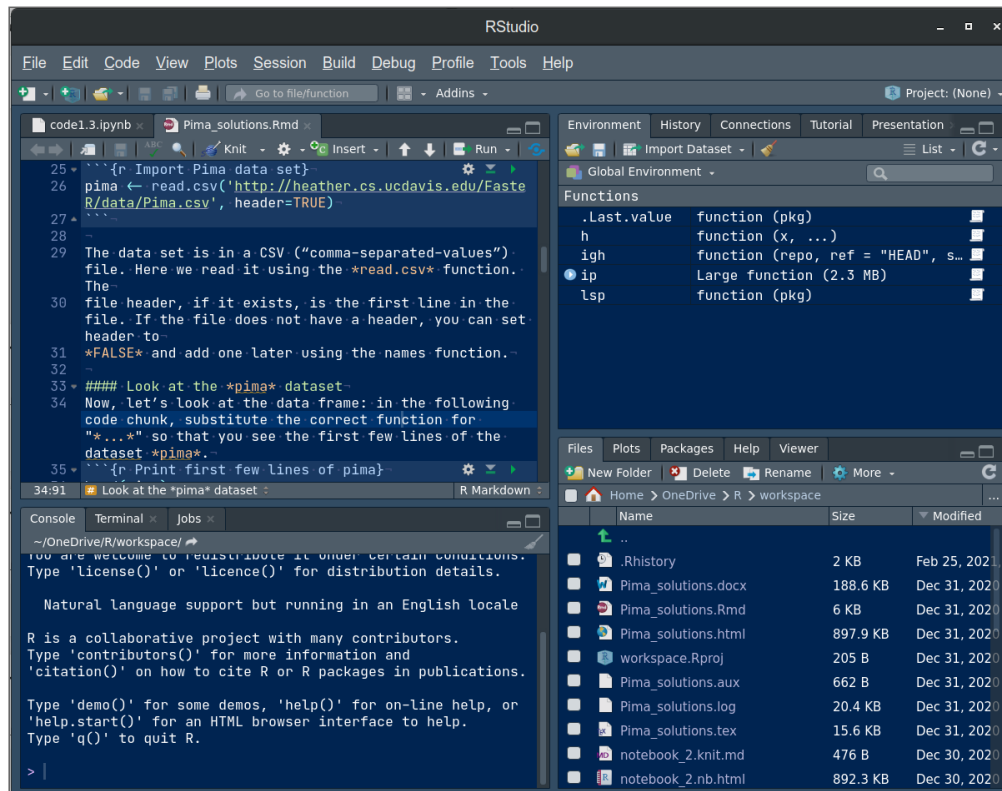 RStudio
File Edit Code View Plots Session Build Debug Profile Tools Help
Go to file/function Addins Project: (None)
code1.3.ipynb Pima_solutions.Rmd
ABC Knit Insert Run
25 ```{r Import Pima data set}
26 pima <- read.csv('http://heather.cs.ucdavis.edu/Faste
R/data/Pima.csv', header=TRUE)
27 ```
28
29 The data set is in a CSV (“comma-separated-values”)
file. Here we read it using the *read.csv* function.
The
30 file header, if it exists, is the first line in the
file. If the file does not have a header, you can set
header to
31 *FALSE* and add one later using the names function.
32
33 #### Look at the *pima* dataset
34 Now, let’s look at the data frame: in the following
code chunk, substitute the correct function for
"*...*" so that you see the first few lines of the
dataset *pima*.
35 ```{r Print first few lines of pima}
34:91 # Look at the *pima* dataset R Markdown
Console Terminal Jobs
~/OneDrive/R/workspace/
You are welcome to redistribute it under certain conditions.
Type 'license()' or 'licence()' for distribution details.
Natural language support but running in an English locale
R is a collaborative project with many contributors.
Type 'contributors()' for more information and
'citation()' on how to cite R or R packages in publications.
Type 'demo()' for some demos, 'help()' for on-line help, or
'help.start()' for an HTML browser interface to help.
Type 'q()' to quit R.
>
Environment History Connections Tutorial Presentation
Import Dataset List
Global Environment
Functions
.Last.value function (pkg)
h function (x, ...)
igh function (repo, ref = "HEAD", s…
ip Large function (2.3 MB)
lsp function (pkg)
Files Plots Packages Help Viewer
New Folder Delete Rename More
Home OneDrive R workspace ...
Name Size Modified
..
.Rhistory 2 KB Feb 25, 2021,
Pima_solutions.docx 188.6 KB Dec 31, 2020
Pima_solutions.Rmd 6 KB Dec 31, 2020
Pima_solutions.html 897.9 KB Dec 31, 2020
workspace.Rproj 205 B Dec 31, 2020
Pima_solutions.aux 662 B Dec 31, 2020
Pima_solutions.log 20.4 KB Dec 31, 2020
Pima_solutions.tex 15.6 KB Dec 31, 2020
notebook_2.knit.md 476 B Dec 30, 2020
notebook_2.nb.html 892.3 KB Dec 30, 2020